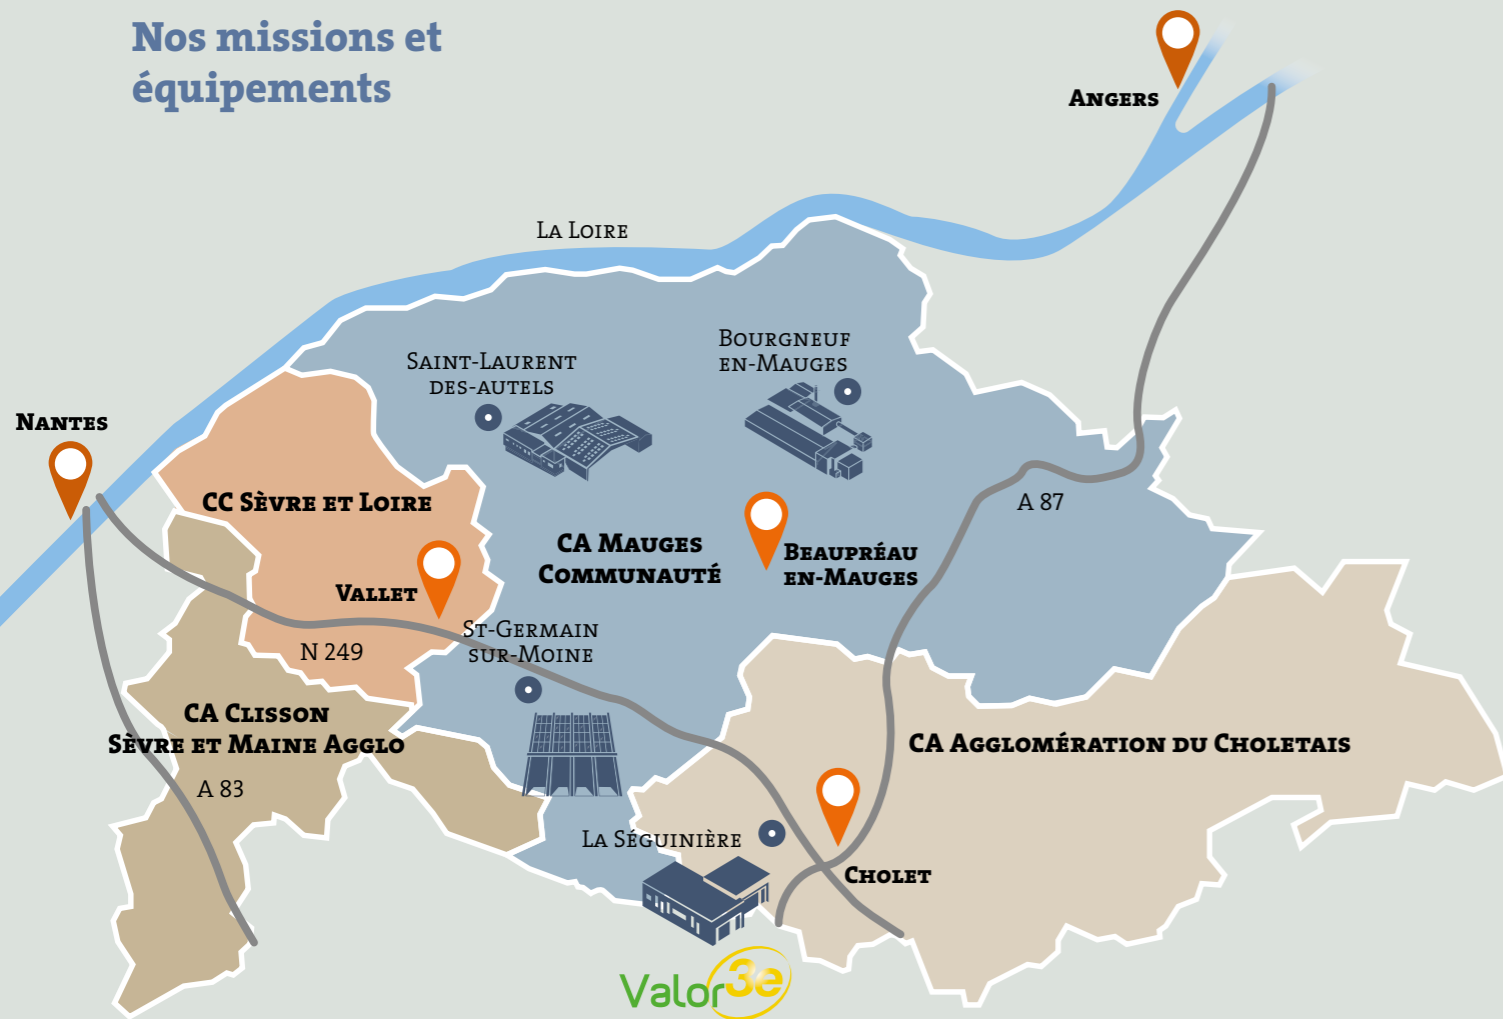 Nos missions et
équipements
Angers
La Loire
Bourgneuf
en-Mauges
Saint-Laurent
des-autels
Nantes
CC Sèvre et Loire
A 87
CA Mauges
Communauté
Beaupréau
en-Mauges
Vallet
St-Germain
sur-Moine
N 249
CA Clisson
Sèvre et Maine Agglo
CA Agglomération du Choletais
A 83
La Séguinière
Cholet
Valor3e